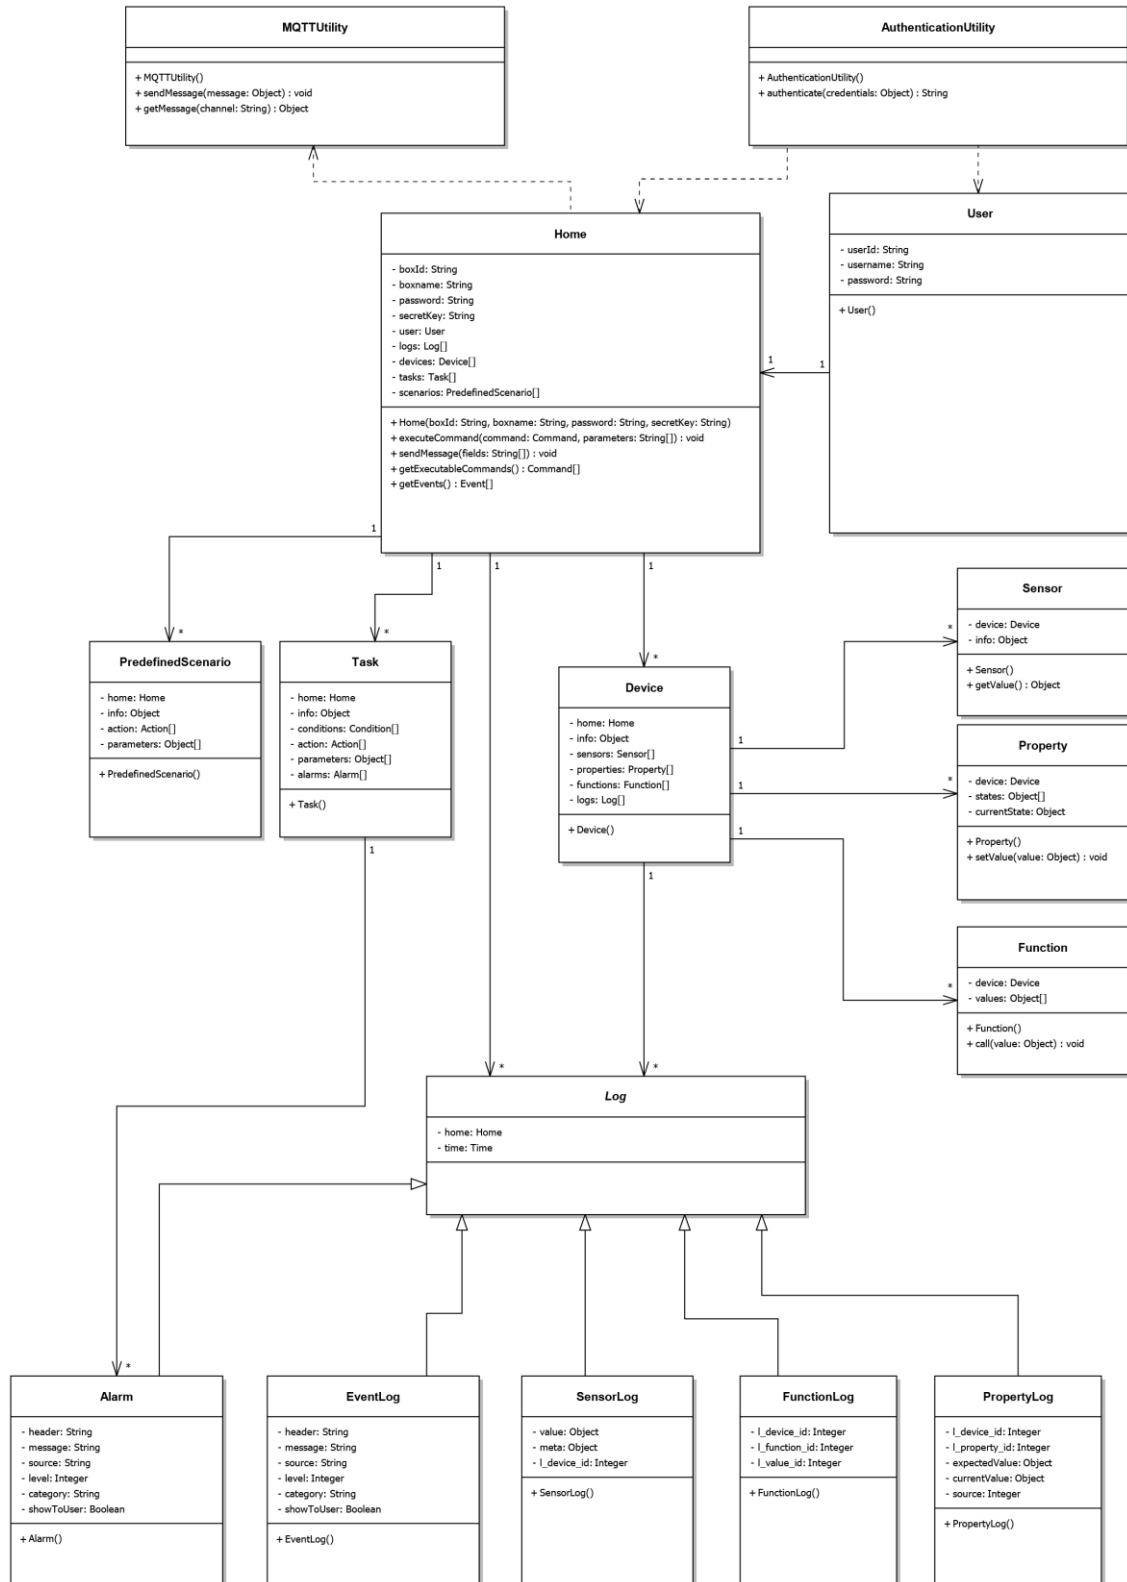 MQTTUtility
+ MQTTUtility()
+ sendMessage(message: Object) : void
+ getMessage(channel: String) : Object
AuthenticationUtility
+ AuthenticationUtility()
+ authenticate(credentials: Object) : String
Home
- boxId: String
- boxname: String
- password: String
- secretKey: String
- user: User
- logs: Log[]
- devices: Device[]
- tasks: Task[]
- scenarios: PredefinedScenario[]
+ Home(boxId: String, boxname: String, password: String, secretKey: String)
+ executeCommand(command: Command, parameters: String[]) : void
+ sendMessage(fields: String[]) : void
+ getExecutableCommands() : Command[]
+ getEvents() : Event[]
User
- userId: String
- username: String
- password: String
+ User()
1
1
1
1
1
1
*
*
*
*
PredefinedScenario
- home: Home
- info: Object
- action: Action[]
- parameters: Object[]
+ PredefinedScenario()
Task
- home: Home
- info: Object
- conditions: Condition[]
- action: Action[]
- parameters: Object[]
- alarms: Alarm[]
+ Task()
1
Device
- home: Home
- info: Object
- sensors: Sensor[]
- properties: Property[]
- functions: Function[]
- logs: Log[]
+ Device()
1
1
1
1
Sensor
- device: Device
- info: Object
+ Sensor()
+ getValue() : Object
*
Property
- device: Device
- states: Object[]
- currentState: Object
+ Property()
+ setValue(value: Object) : void
*
Function
- device: Device
- values: Object[]
+ Function()
+ call(value: Object) : void
*
*
Log
- home: Home
- time: Time
*
Alarm
- header: String
- message: String
- source: String
- level: Integer
- category: String
- showToUser: Boolean
+ Alarm()
EventLog
- header: String
- message: String
- source: String
- level: Integer
- category: String
- showToUser: Boolean
+ EventLog()
SensorLog
- value: Object
- meta: Object
- l_device_id: Integer
+ SensorLog()
FunctionLog
- l_device_id: Integer
- l_function_id: Integer
- l_value_id: Integer
+ FunctionLog()
PropertyLog
- l_device_id: Integer
- l_property_id: Integer
- expectedValue: Object
- currentValue: Object
- source: Integer
+ PropertyLog()